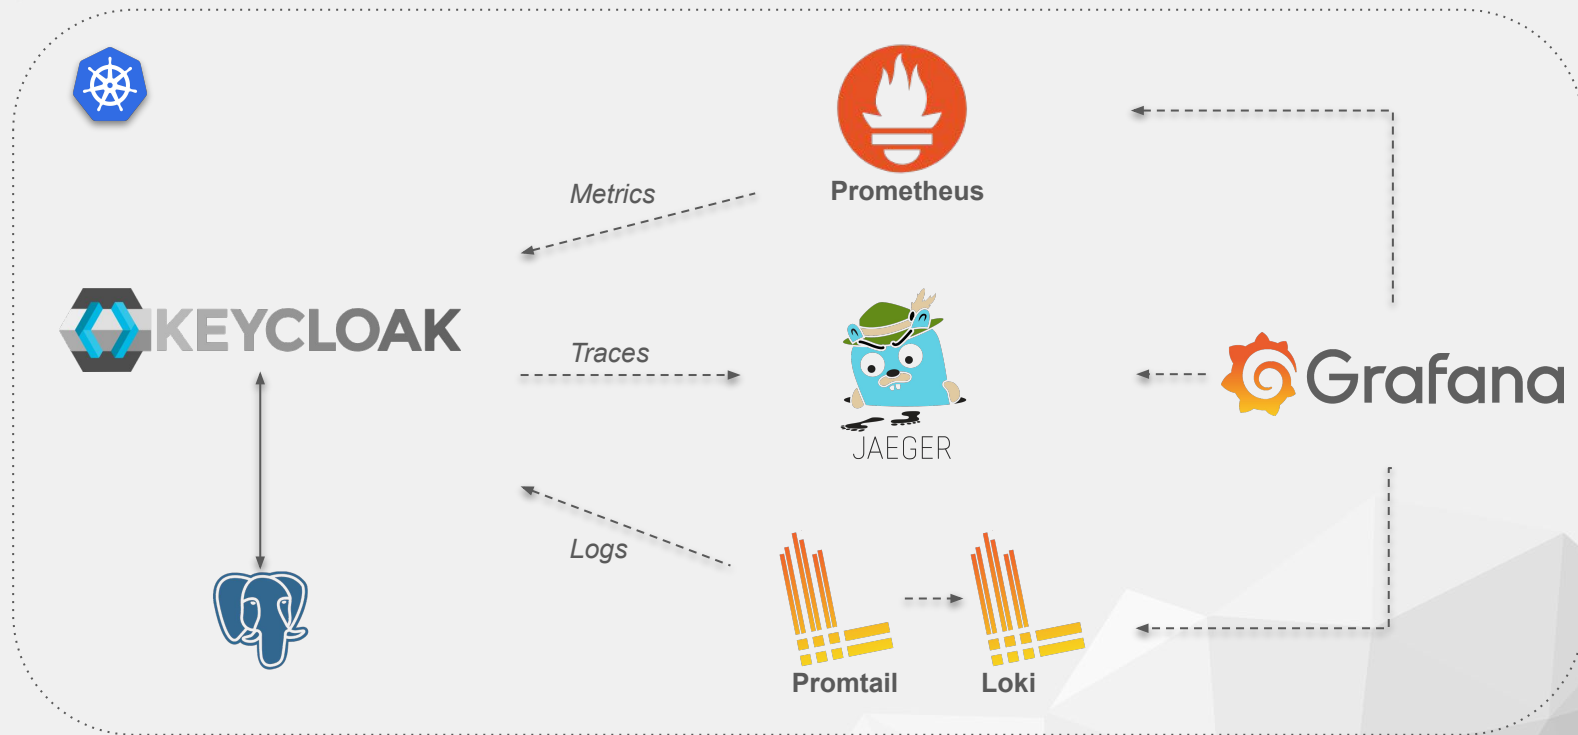 Prometheus
Metrics
KEYCLOAK
Traces
JAEGER
Grafana
Logs
Promtail
Loki